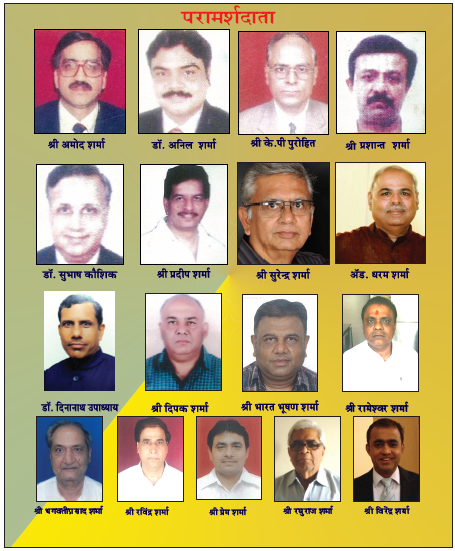 परामर्शदाता
श्री अमोद शर्मा डॉ. अनिल शर्मा श्री के.पी पुरोहित श्री प्रशान्त शर्मा
डॉ. सुभाष कौशिक श्री प्रदीप शर्मा श्री सुरेन्द्र शर्मा ॲड. धरम शर्मा
डॉ. दिनानाथ उपाध्याय श्री दिपक शर्मा श्री भारत भूषण शर्मा श्री रामेश्वर शर्मा
श्री भगवतीप्रसाद शर्मा श्री रविंद्र शर्मा श्री प्रेम शर्मा श्री रघुराज शर्मा श्री विरेंद्र शर्मा